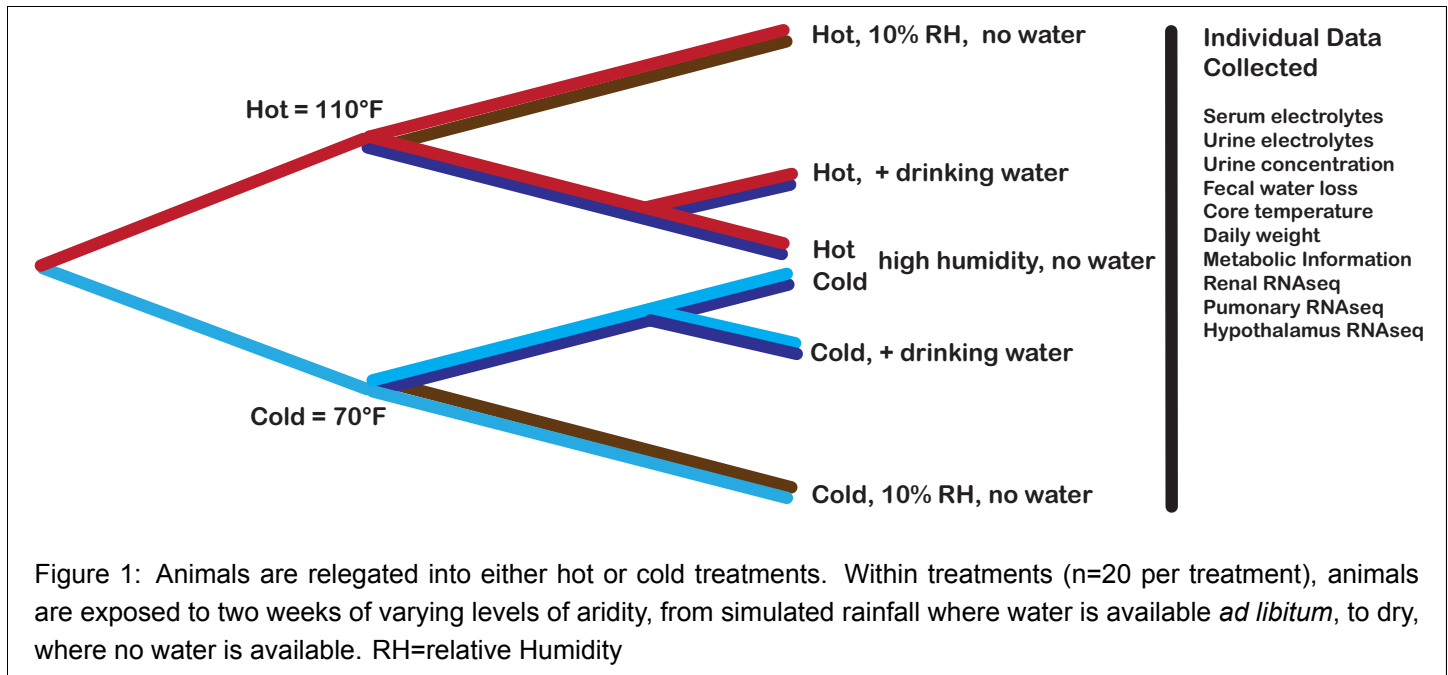 Hot, 10% RH, no water
Hot = 110°F
Hot, + drinking water
Hot
Cold
high humidity, no water
Cold, + drinking water
Cold = 70°F
Cold, 10% RH, no water
Individual Data
Collected
Serum electrolytes
Urine electrolytes
Urine concentration
Fecal water loss
Core temperature
Daily weight
Metabolic Information
Renal RNAseq
Pumonary RNAseq
Hypothalamus RNAseq
Figure 1: Animals are relegated into either hot or cold treatments. Within treatments (n=20 per treatment), animals
are exposed to two weeks of varying levels of aridity, from simulated rainfall where water is available ad libitum, to dry,
where no water is available. RH=relative Humidity